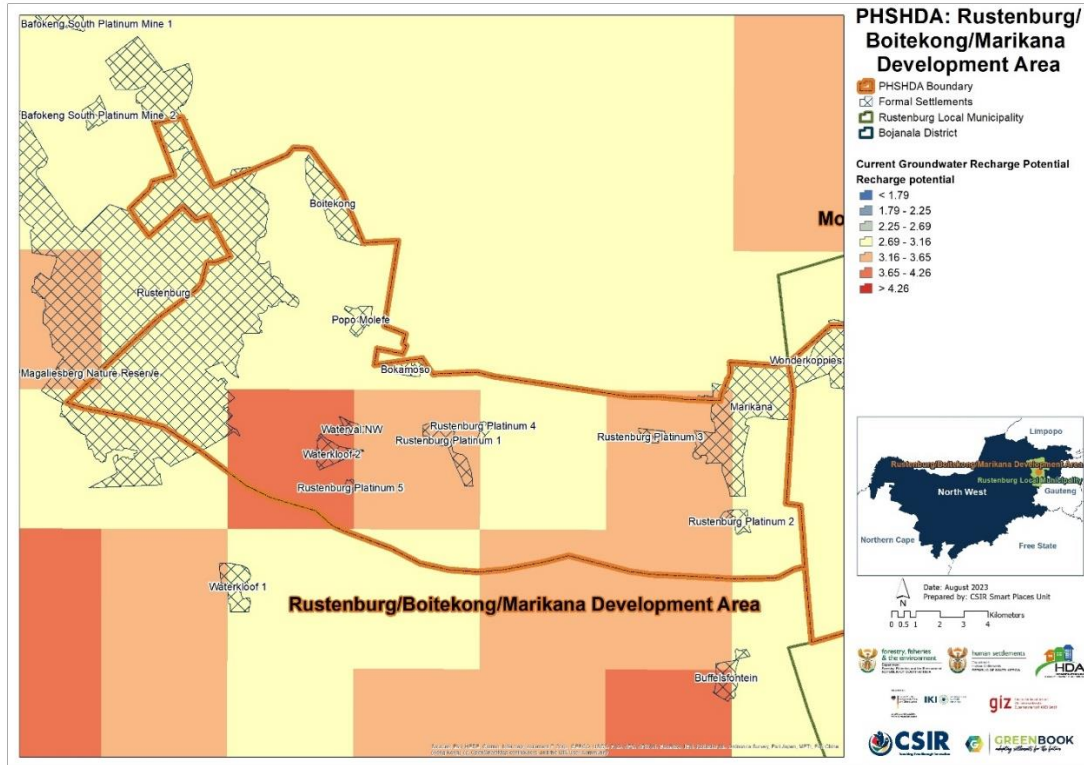 PHSHDA: Rustenburg/
Boitekong/Marikana
Development Area
PHSHDA Boundary
Formal Settlements
Rustenburg Local Municipality
Bojanala District
Current Groundwater Recharge Potential
Recharge potential
< 1.79
1.79 - 2.25
2.25 - 2.69
2.69 - 3.16
3.16 - 3.65
3.65 - 4.26
> 4.26
Bafokeng South Platinum Mine 1
Bafokeng South Platinum Mine 2
Boitekong
Mo
Rustenburg
Popo Molefe
Magaliesberg Nature Reserve
Bokamoso
Wonderkoppies
Marikana
Waterval NW
Rustenburg Platinum 4
Rustenburg Platinum 1
Rustenburg Platinum 3
Waterkloof 2
Rustenburg Platinum 5
Rustenburg Platinum 2
Waterkloof 1
Rustenburg/Boitekong/Marikana Development Area
Buffelsfontein
Limpopo
Rustenburg/Boitekong/Marikana Development Area
Rustenburg Local Municipality
North West
Gauteng
Northern Cape
Free State
N
Date: August 2023
Prepared by: CSIR Smart Places Unit
Kilometers
0 0.5 1 2 3 4
forestry, fisheries
& the environment
human settlements
HDA
IKI
giz
CSIR
GREENBOOK